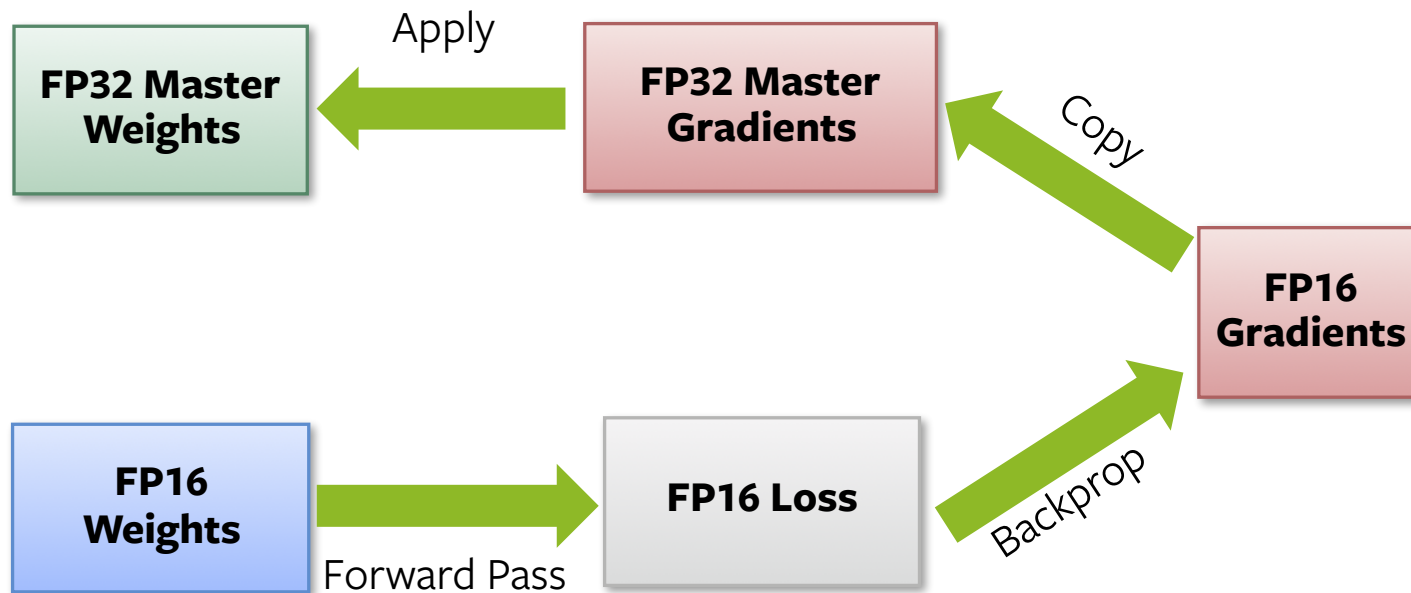 Apply
FP32 Master
Weights
FP32 Master
Gradients
Copy
FP16
Gradients
FP16
Weights
Forward Pass
FP16 Loss
Backprop